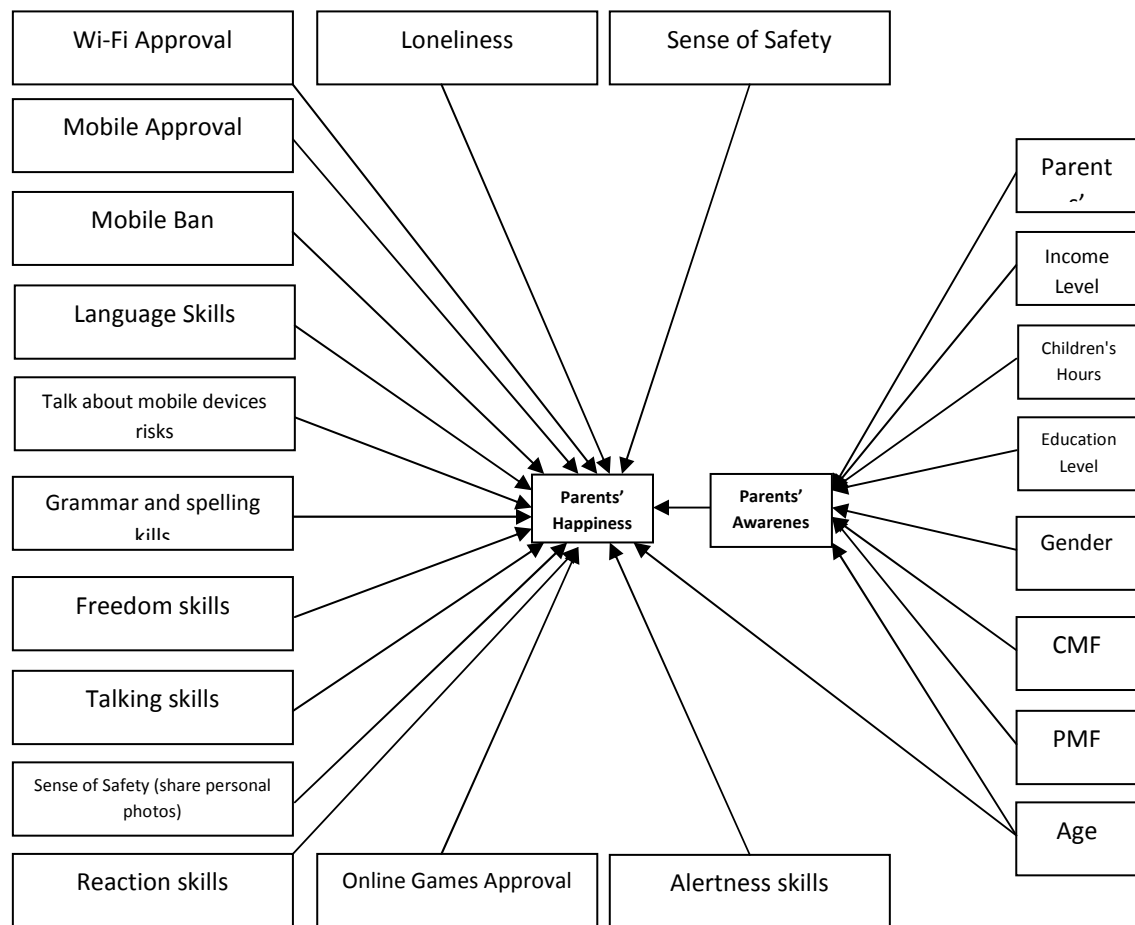 Wi-Fi Approval
Loneliness
Sense of Safety
Mobile Approval
Mobile Ban
Language Skills
Talk about mobile devices
risks
Grammar and spelling
kills
Freedom skills
Talking skills
Sense of Safety (share personal
photos)
Reaction skills
Online Games Approval
Alertness skills
Parents’
Happiness
Parents’
Awarenes
Parent
Income
Level
Children's
Hours
Education
Level
Gender
CMF
PMF
Age